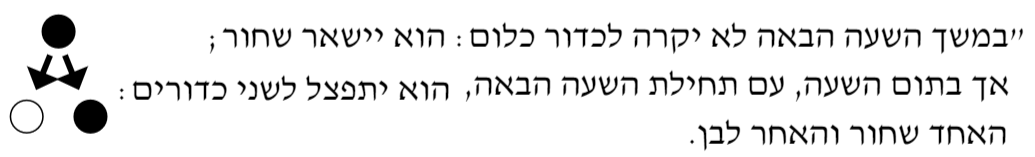 ״במשך השעה הבאה לא יקרה לכדור כלום: הוא יישאר שחור;
אך בתום השעה, עם תחילת השעה הבאה, הוא יתפצל לשני כדורים:
האחד שחור והאחר לבן.